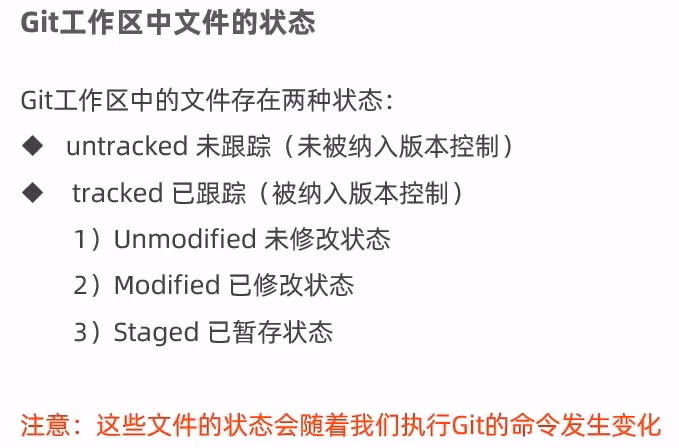 Git工作区中文件的状态
Git工作区中的文件存在两种状态：
◆ untracked 未跟踪（未被纳入版本控制）
◆ tracked 已跟踪（被纳入版本控制）
1）Unmodified 未修改状态
2）Modified 已修改状态
3）Staged 已暂存状态
注意：这些文件的状态会随着我们执行Git的命令发生变化